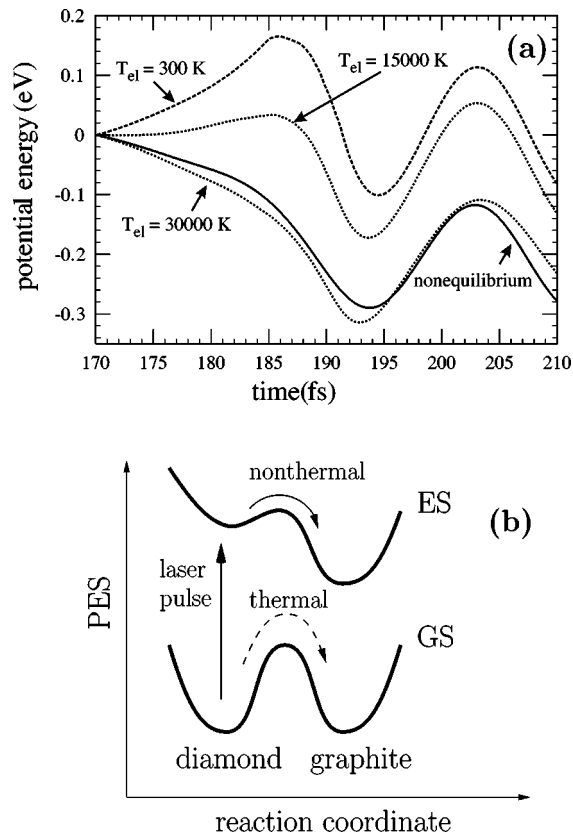 0.2
0.1
0
-0.1
-0.2
-0.3
potential energy (eV)
(a)
T_el = 300 K
T_el = 15000 K
T_el = 30000 K
nonequilibrium
170 175 180 185 190 195 200 205 210
time(fs)
nonthermal
ES
(b)
laser
pulse
thermal
GS
PES
diamond graphite
reaction coordinate